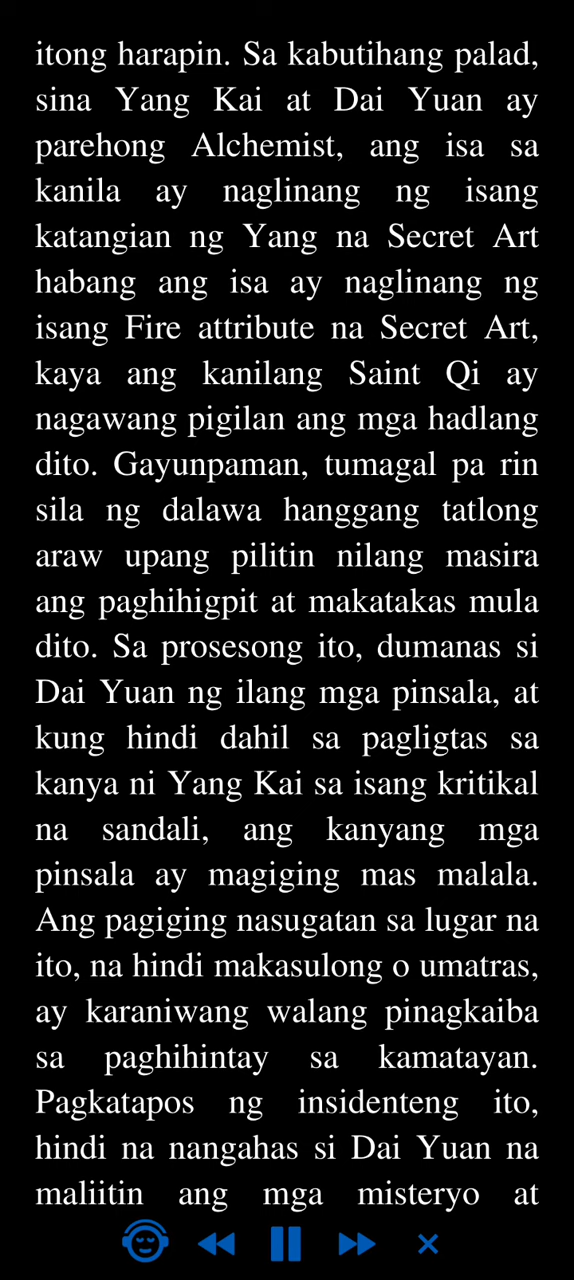 itong harapin. Sa kabutihang palad,
sina Yang Kai at Dai Yuan ay
parehong Alchemist, ang isa sa
kanila ay naglinang ng isang
katangian ng Yang na Secret Art
habang ang isa ay naglinang ng
isang Fire attribute na Secret Art,
kaya ang kanilang Saint Qi ay
nagawang pigilan ang mga hadlang
dito. Gayunpaman, tumagal pa rin
sila ng dalawa hanggang tatlong
araw upang pilitin nilang masira
ang paghihigpit at makatakas mula
dito. Sa prosesong ito, dumanas si
Dai Yuan ng ilang mga pinsala, at
kung hindi dahil sa pagligtas sa
kanya ni Yang Kai sa isang kritikal
na sandali, ang kanyang mga
pinsala ay magiging mas malala.
Ang pagiging nasugatan sa lugar na
ito, na hindi makasulong o umatras,
ay karaniwang walang pinagkaiba
sa paghihintay sa kamatayan.
Pagkatapos ng insidenteng ito,
hindi na nangahas si Dai Yuan na
maliitin ang mga misteryo at